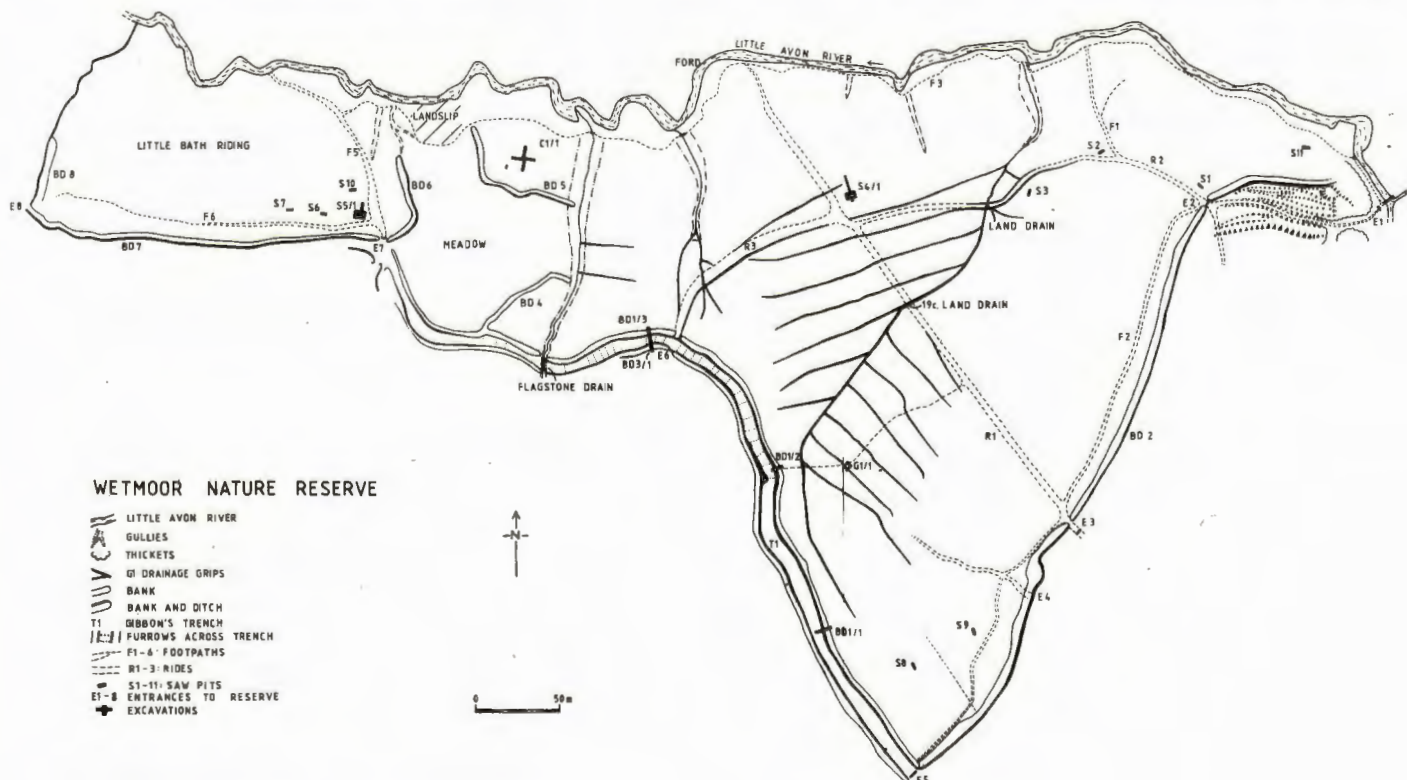 LITTLE AVON RIVER ←
FORD
F3
LANDSLIP
C1/1
LITTLE BATH RIDING
F5
F1
S2
R2
S11
BD 8
S10
BD6
BD 5
S4/1
S3
S1
S7
S6
S5/1
E8
F6
E2
E1
LAND DRAIN
BD7
E7
MEADOW
R3
BD 4
19c. LAND DRAIN
BD1/3
F2
BD3/1
E6
FLAGSTONE DRAIN
R1
BD 2
BD1/2
G1/1
E3
T1
E4
S9
BD1/1
S8
E5
WETMOOR NATURE RESERVE
LITTLE AVON RIVER
GULLIES
THICKETS
G1 DRAINAGE GRIPS
BANK
BANK AND DITCH
T1 GIBBON'S TRENCH
FURROWS ACROSS TRENCH
F1-6: FOOTPATHS
R1-3: RIDES
S1-11: SAW PITS
E1-8 ENTRANCES TO RESERVE
EXCAVATIONS
-N-
0 50m